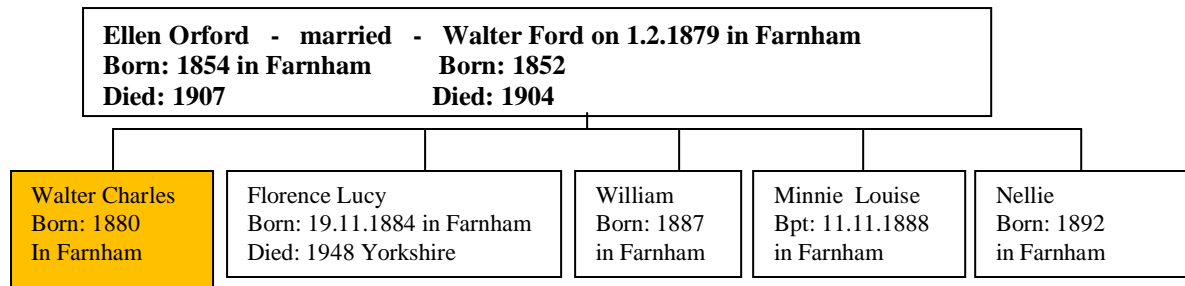 Ellen Orford - married - Walter Ford on 1.2.1879 in Farnham
Born: 1854 in Farnham Born: 1852
Died: 1907 Died: 1904
Walter Charles
Born: 1880
In Farnham
Florence Lucy
Born: 19.11.1884 in Farnham
Died: 1948 Yorkshire
William
Born: 1887
in Farnham
Minnie Louise
Bpt: 11.11.1888
in Farnham
Nellie
Born: 1892
in Farnham